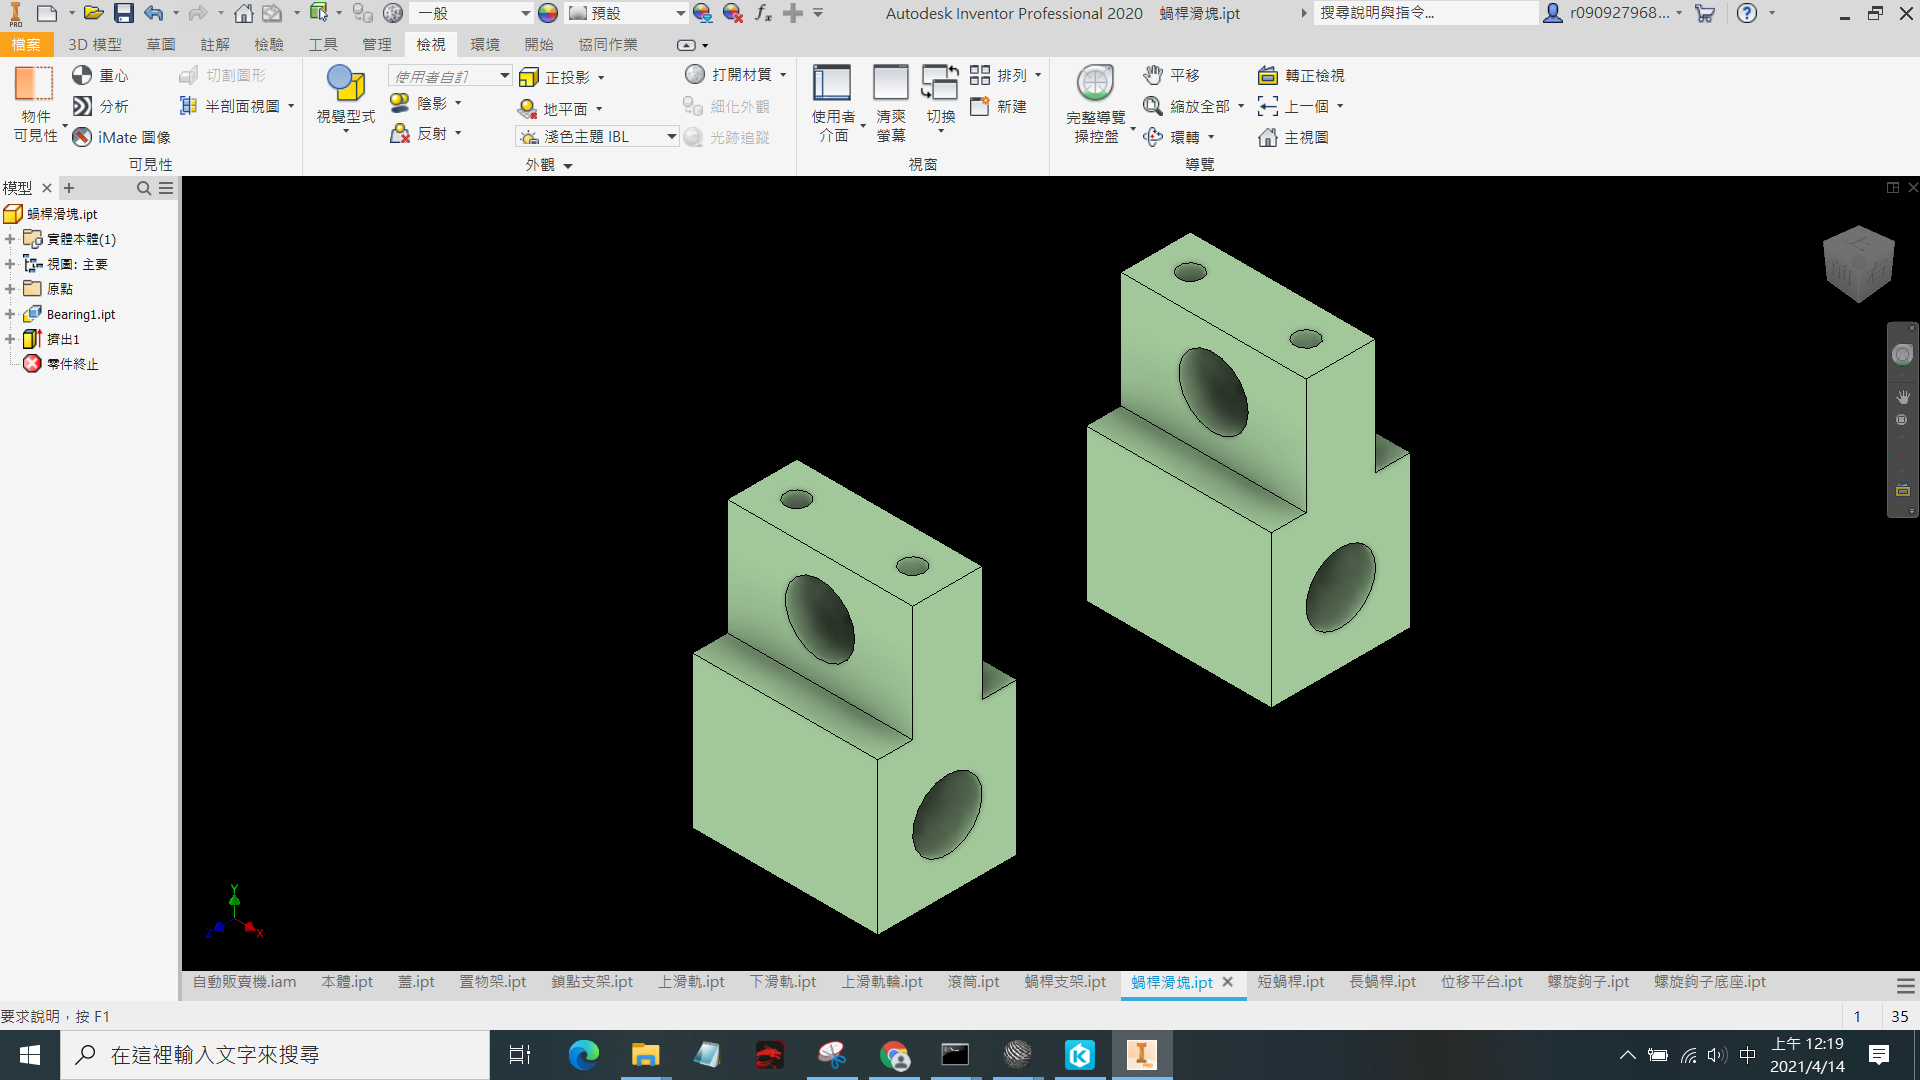 PRO
一般
預設
fx
Autodesk Inventor Professional 2020 蝸桿滑塊.ipt
搜尋說明與指令...
r090927968...
檔案
3D 模型
草圖
註解
檢驗
工具
管理
檢視
環境
開始
協同作業
物件
可見性
重心
分析
iMate 圖像
切割圖形
半剖面視圖
可見性
視覺型式
使用者自訂
陰影
反射
正投影
地平面
淺色主題 IBL
打開材質
細化外觀
光跡追蹤
外觀
使用者
介面
清爽
螢幕
切換
排列
新建
視窗
完整導覽
操控盤
平移
縮放全部
環轉
轉正檢視
上一個
主視圖
導覽
模型
蝸桿滑塊.ipt
實體本體(1)
視圖: 主要
原點
Bearing1.ipt
擠出1
零件終止
上
前
右
Y
Z
X
自動販賣機.iam
本體.ipt
蓋.ipt
置物架.ipt
鎖點支架.ipt
上滑軌.ipt
下滑軌.ipt
上滑軌輪.ipt
滾筒.ipt
蝸桿支架.ipt
蝸桿滑塊.ipt
短蝸桿.ipt
長蝸桿.ipt
位移平台.ipt
螺旋鉤子.ipt
螺旋鉤子底座.ipt
要求說明，按 F1
1
35
在這裡輸入文字來搜尋
中
上午 12:19
2021/4/14